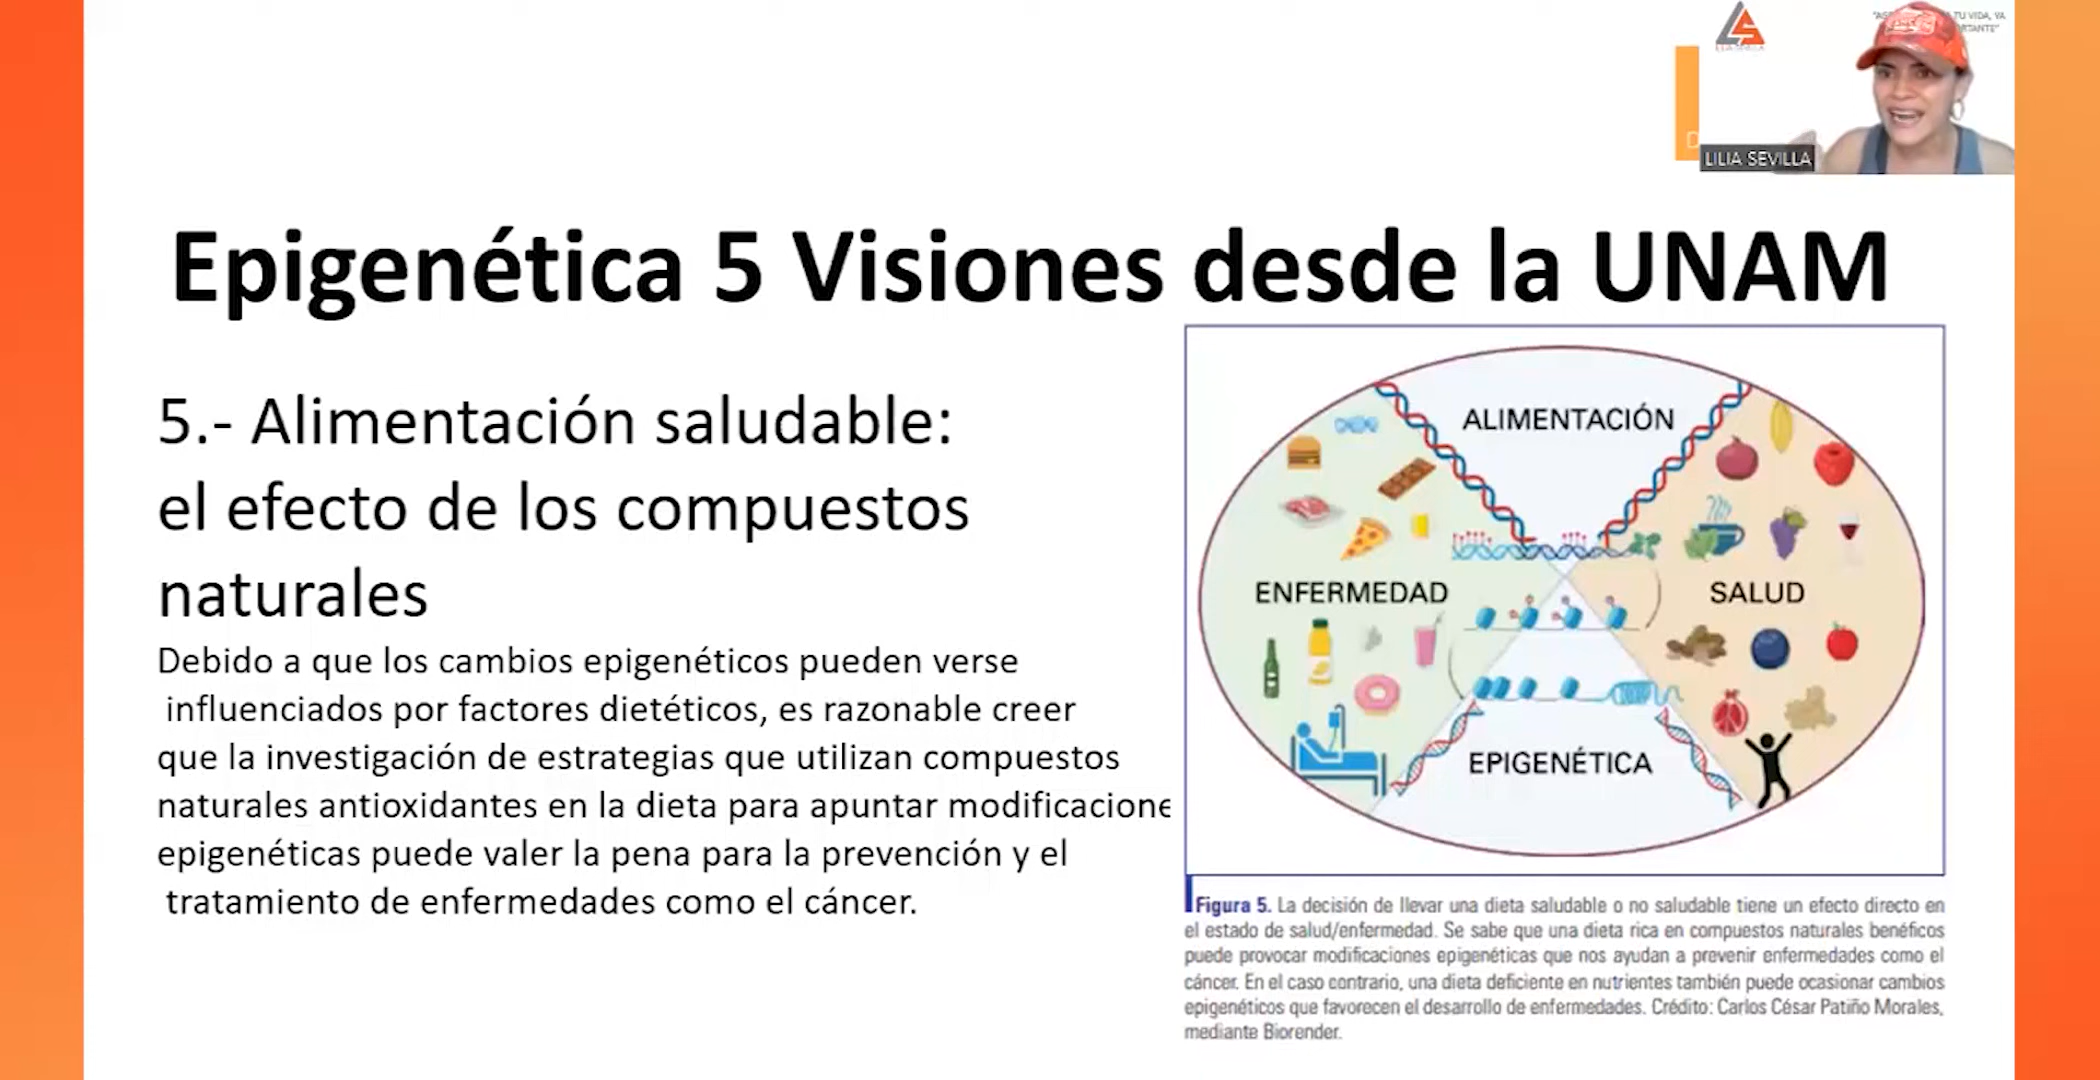 TU VIDA, YA
LILIA SEVILLA
Epigenética 5 Visiones desde la UNAM
5.- Alimentación saludable:
el efecto de los compuestos
naturales
Debido a que los cambios epigenéticos pueden verse
influenciados por factores dietéticos, es razonable creer
que la investigación de estrategias que utilizan compuestos
naturales antioxidantes en la dieta para apuntar modificacione
epigenéticas puede valer la pena para la prevención y el
tratamiento de enfermedades como el cáncer.
ALIMENTACIÓN
ENFERMEDAD
SALUD
EPIGENÉTICA
Figura 5. La decisión de llevar una dieta saludable o no saludable tiene un efecto directo en
el estado de salud/enfermedad. Se sabe que una dieta rica en compuestos naturales benéficos
puede provocar modificaciones epigenéticas que nos ayudan a prevenir enfermedades como el
cáncer. En el caso contrario, una dieta deficiente en nutrientes también puede ocasionar cambios
epigenéticos que favorecen el desarrollo de enfermedades. Crédito: Carlos César Patiño Morales,
mediante Biorender.